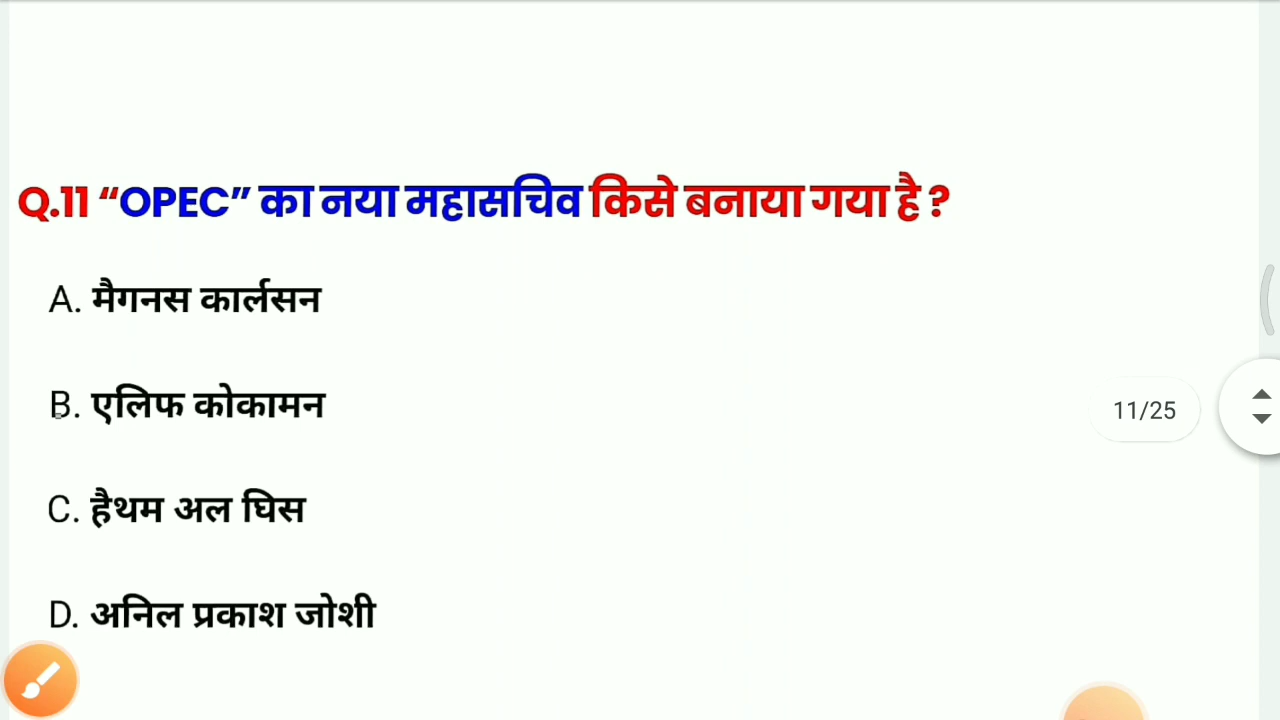 Q.11 “OPEC” का नया महासचिव किसे बनाया गया है ?
A. मैगनस कार्लसन
B. एलिफ कोकामन
11/25
C. हैथम अल घिस
D. अनिल प्रकाश जोशी